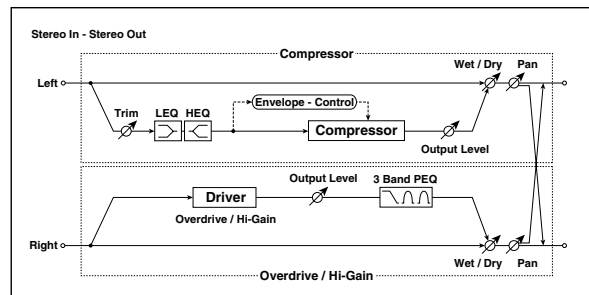 Stereo In - Stereo Out
Compressor
Wet / Dry Pan
Left
Trim LEQ HEQ Envelope - Control
Compressor
Output Level
Output Level 3 Band PEQ
Driver
Overdrive / Hi-Gain
Right
Wet / Dry Pan
Overdrive / Hi-Gain